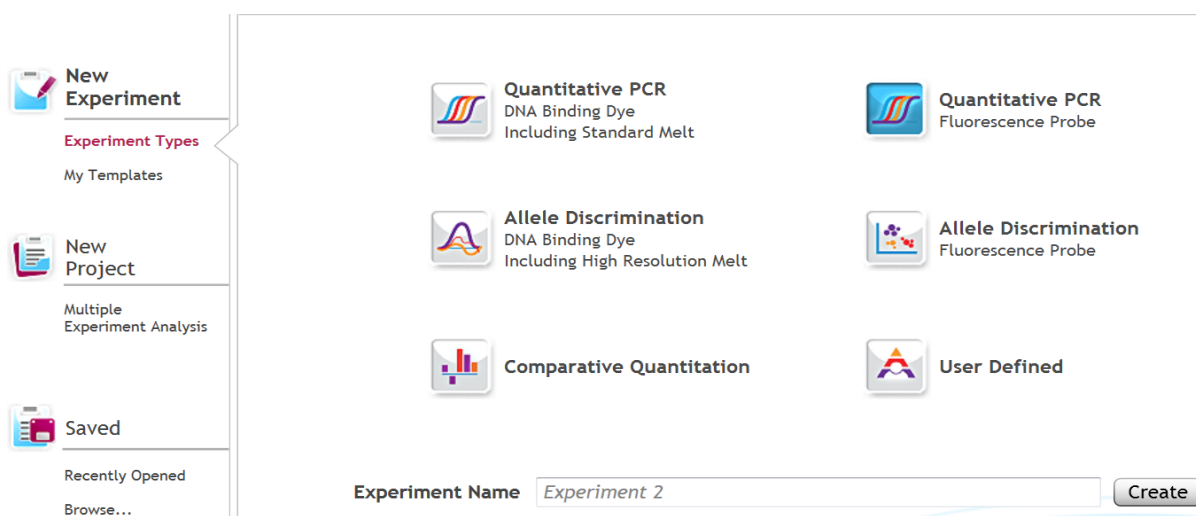 New
Experiment
Experiment Types
My Templates
New
Project
Multiple
Experiment Analysis
Saved
Recently Opened
Browse...
Quantitative PCR
DNA Binding Dye
Including Standard Melt
Quantitative PCR
Fluorescence Probe
Allele Discrimination
DNA Binding Dye
Including High Resolution Melt
Allele Discrimination
Fluorescence Probe
Comparative Quantitation
User Defined
Experiment Name
Experiment 2
Create